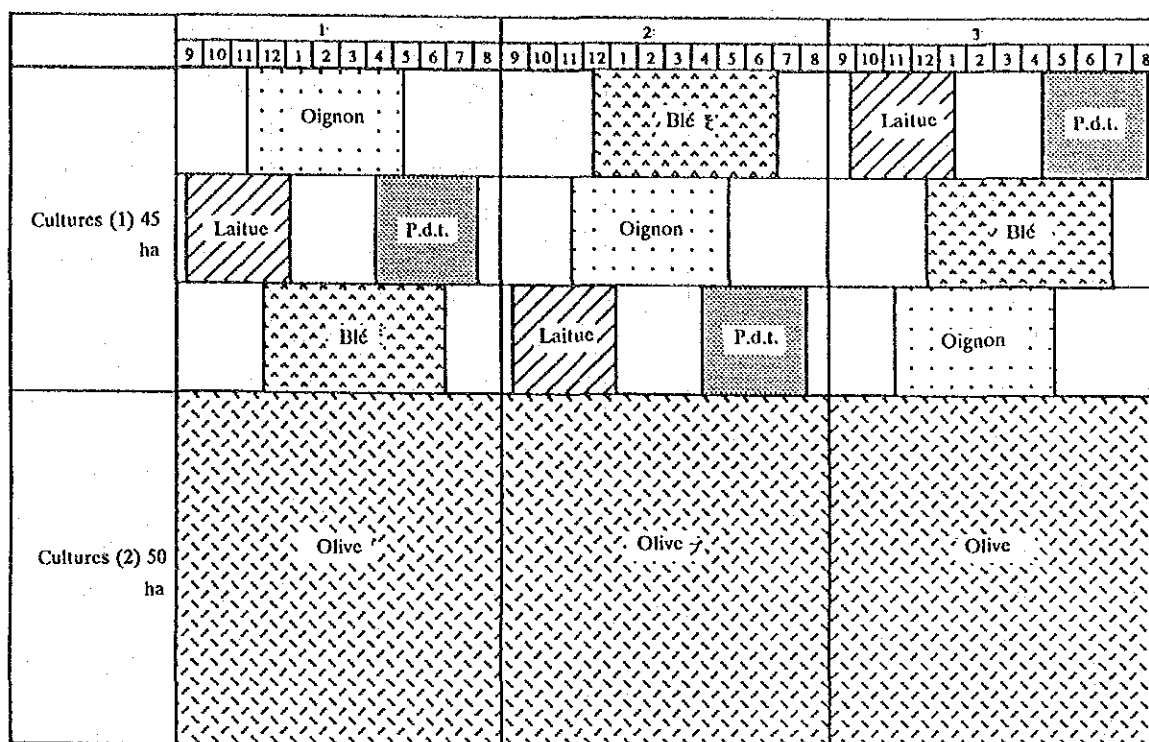 1 2 3
9 10 11 12 1 2 3 4 5 6 7 8 9 10 11 12 1 2 3 4 5 6 7 8 9 10 11 12 1 2 3 4 5 6 7 8
Oignon Blé Laitue P.d.t.
Cultures (1) 45
ha
Laitue P.d.t. Oignon Blé
Blé Laitue P.d.t. Oignon
Cultures (2) 50
ha
Olive Olive Olive